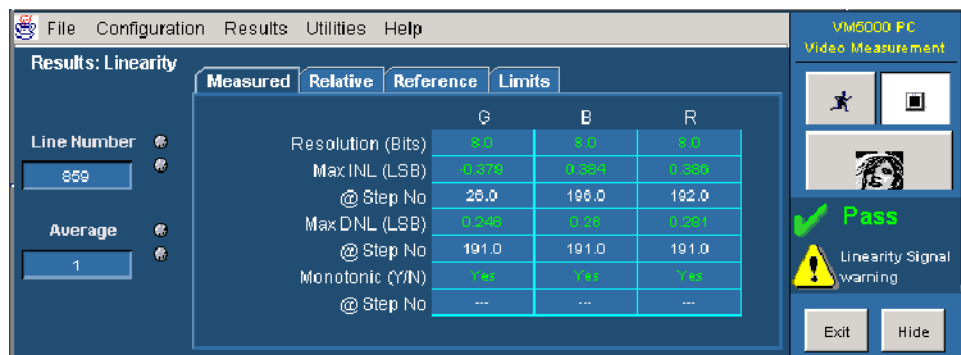 File Configuration Results Utilities Help
VM5000 PC
Video Measurement
Results: Linearity
Measured Relative Reference Limits
G B R
Line Number
859
Average
1
Resolution (Bits) 8.0 8.0 8.0
Max INL (LSB) -0.379 0.384 0.386
@ Step No 26.0 196.0 192.0
Max DNL (LSB) 0.248 0.26 0.281
@ Step No 191.0 191.0 191.0
Monotonic (Y/N) Yes Yes Yes
@ Step No --- --- ---
Pass
Linearity Signal
warning
Exit Hide